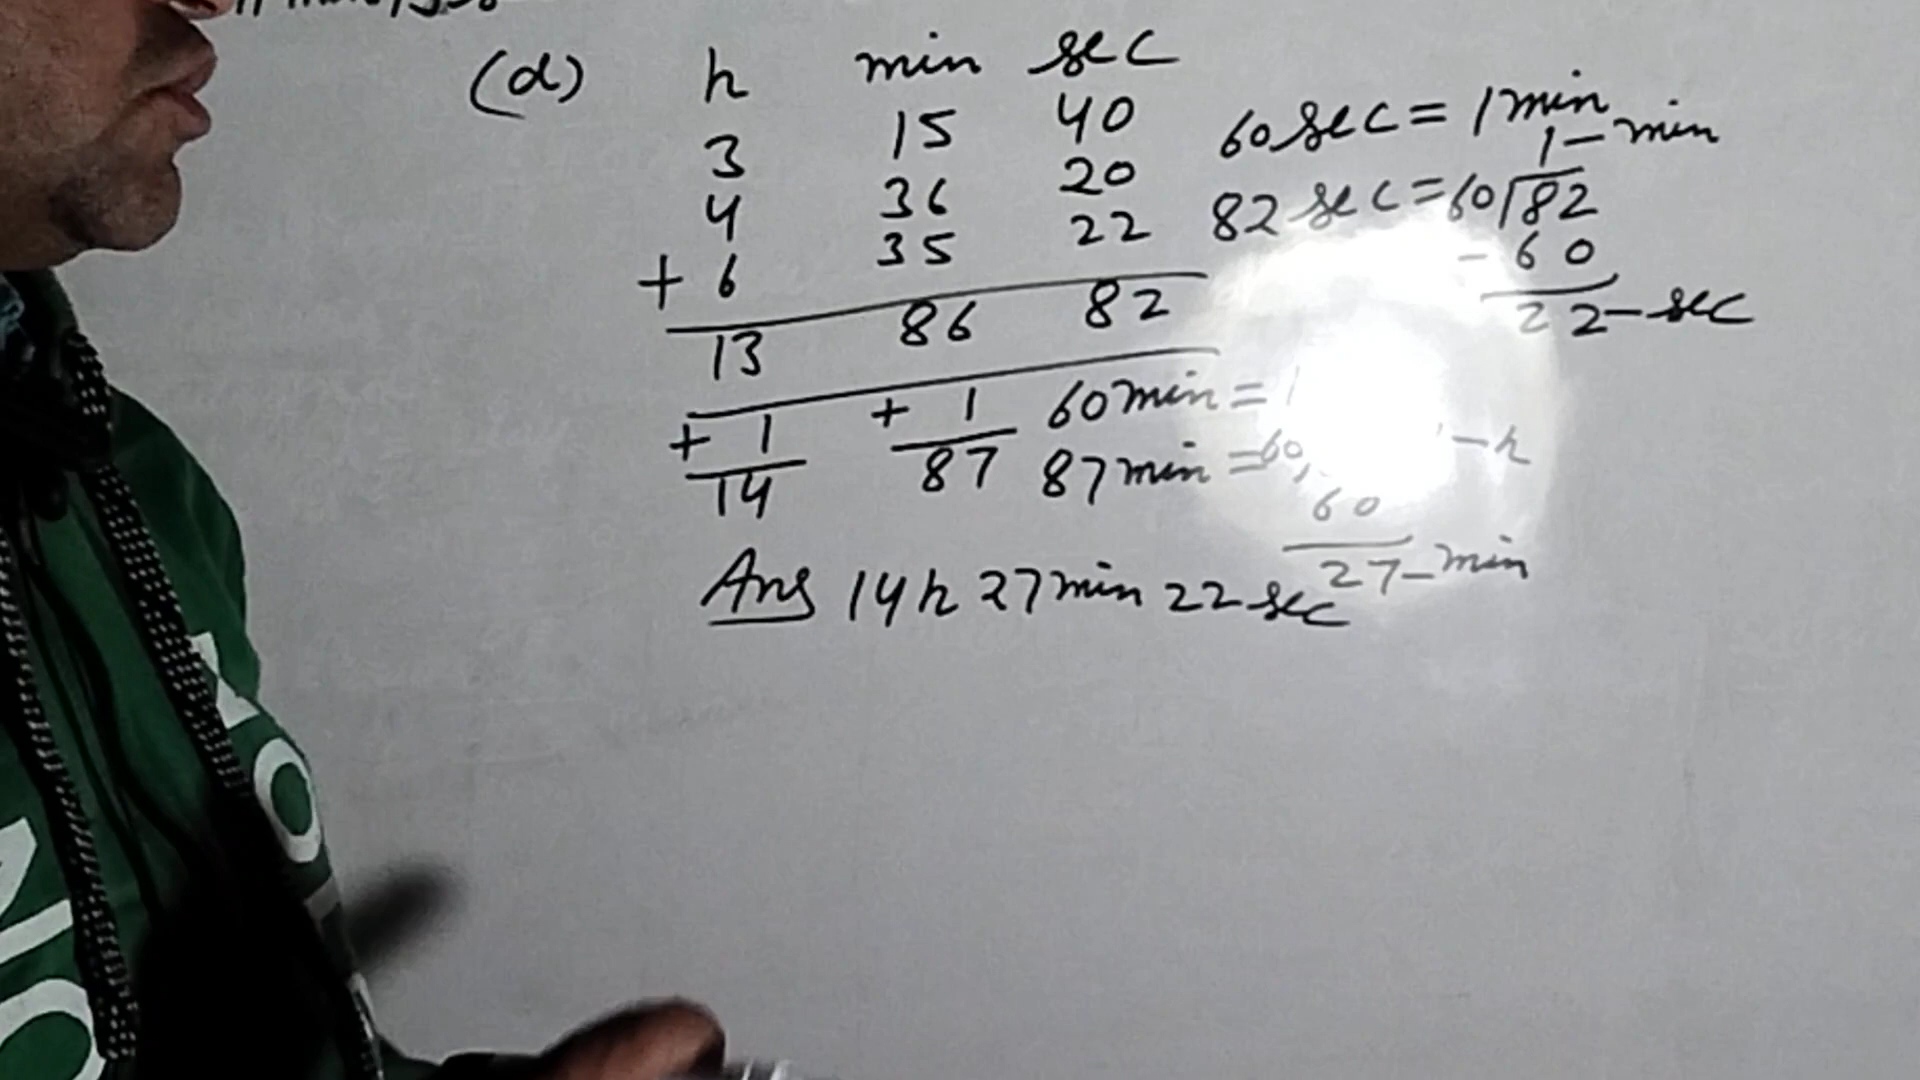 (d) h min sec
3 15 40
4 36 20
+ 6 35 22
13 86 82
+ 1 + 1
14 87
60 sec = 1 min
1 - min
82 sec = 60)82
- 60
22 - sec
60 min = 1
87 min = 60
- h
60
27 - min
Ans 14 h 27 min 22 sec